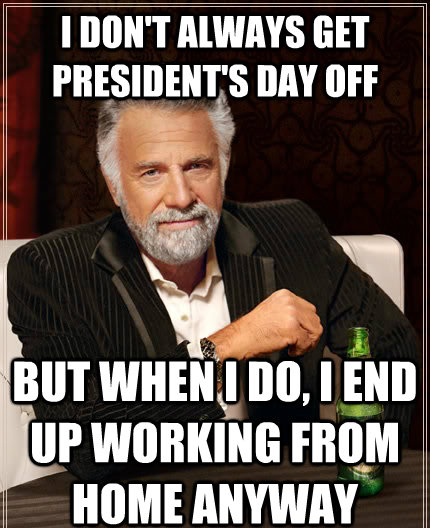 I DON'T ALWAYS GET
PRESIDENT'S DAY OFF
BUT WHEN I DO, I END
UP WORKING FROM
HOME ANYWAY